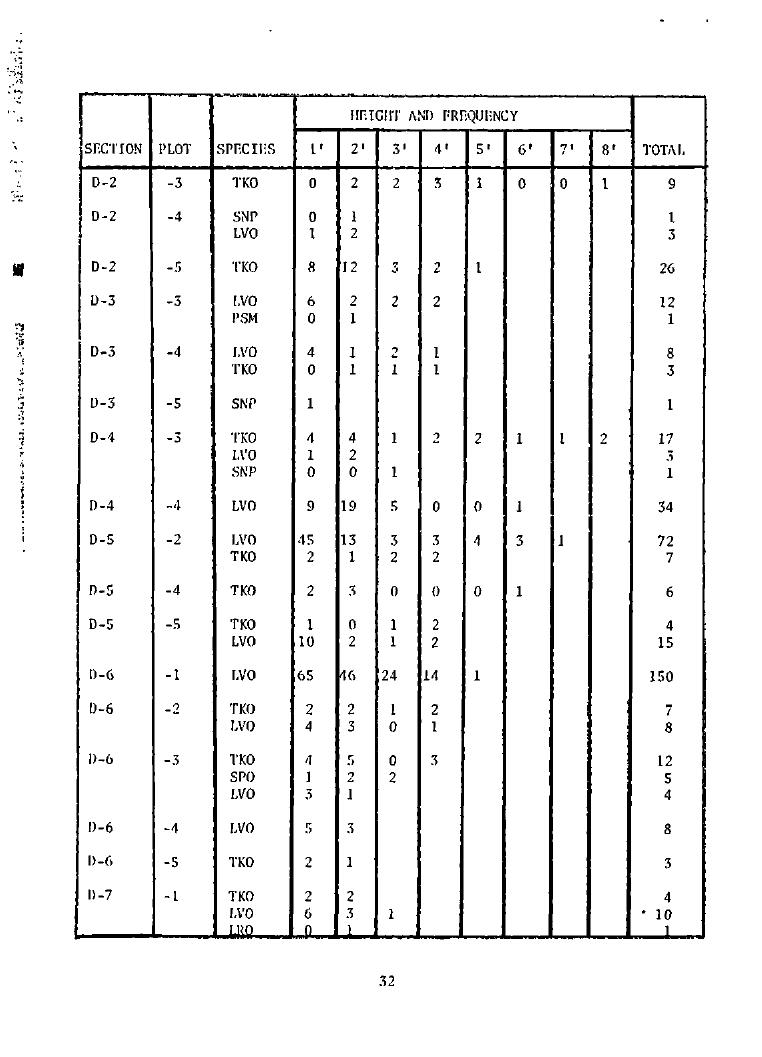 HEIGHT AND FREQUENCY
SECTION PLOT SPECIES 1' 2' 3' 4' 5' 6' 7' 8' TOTAL
D-2 -3 TKO 0 2 2 3 1 0 0 1 9
D-2 -4 SNP 0 1 1
LVO 1 2 3
D-2 -5 TKO 8 12 3 2 1 26
D-3 -3 LVO 6 2 2 2 12
PSM 0 1 1
D-3 -4 LVO 4 1 2 1 8
TKO 0 1 1 1 3
D-3 -5 SNP 1 1
D-4 -3 TKO 4 4 1 2 2 1 1 2 17
LVO 1 2 3
SNP 0 0 1 1
D-4 -4 LVO 9 19 5 0 0 1 34
D-5 -2 LVO 45 13 3 3 4 3 1 72
TKO 2 1 2 2 7
D-5 -4 TKO 2 3 0 0 0 1 6
D-5 -5 TKO 1 0 1 2 4
LVO 10 2 1 2 15
D-6 -1 LVO 65 46 24 14 1 150
D-6 -2 TKO 2 2 1 2 7
LVO 4 3 0 1 8
D-6 -3 TKO 4 5 0 3 12
SPO 1 2 2 5
LVO 3 1 4
D-6 -4 LVO 5 3 8
D-6 -5 TKO 2 1 3
D-7 -1 TKO 2 2 4
LVO 6 3 1 10
LRO 0 1 1
32